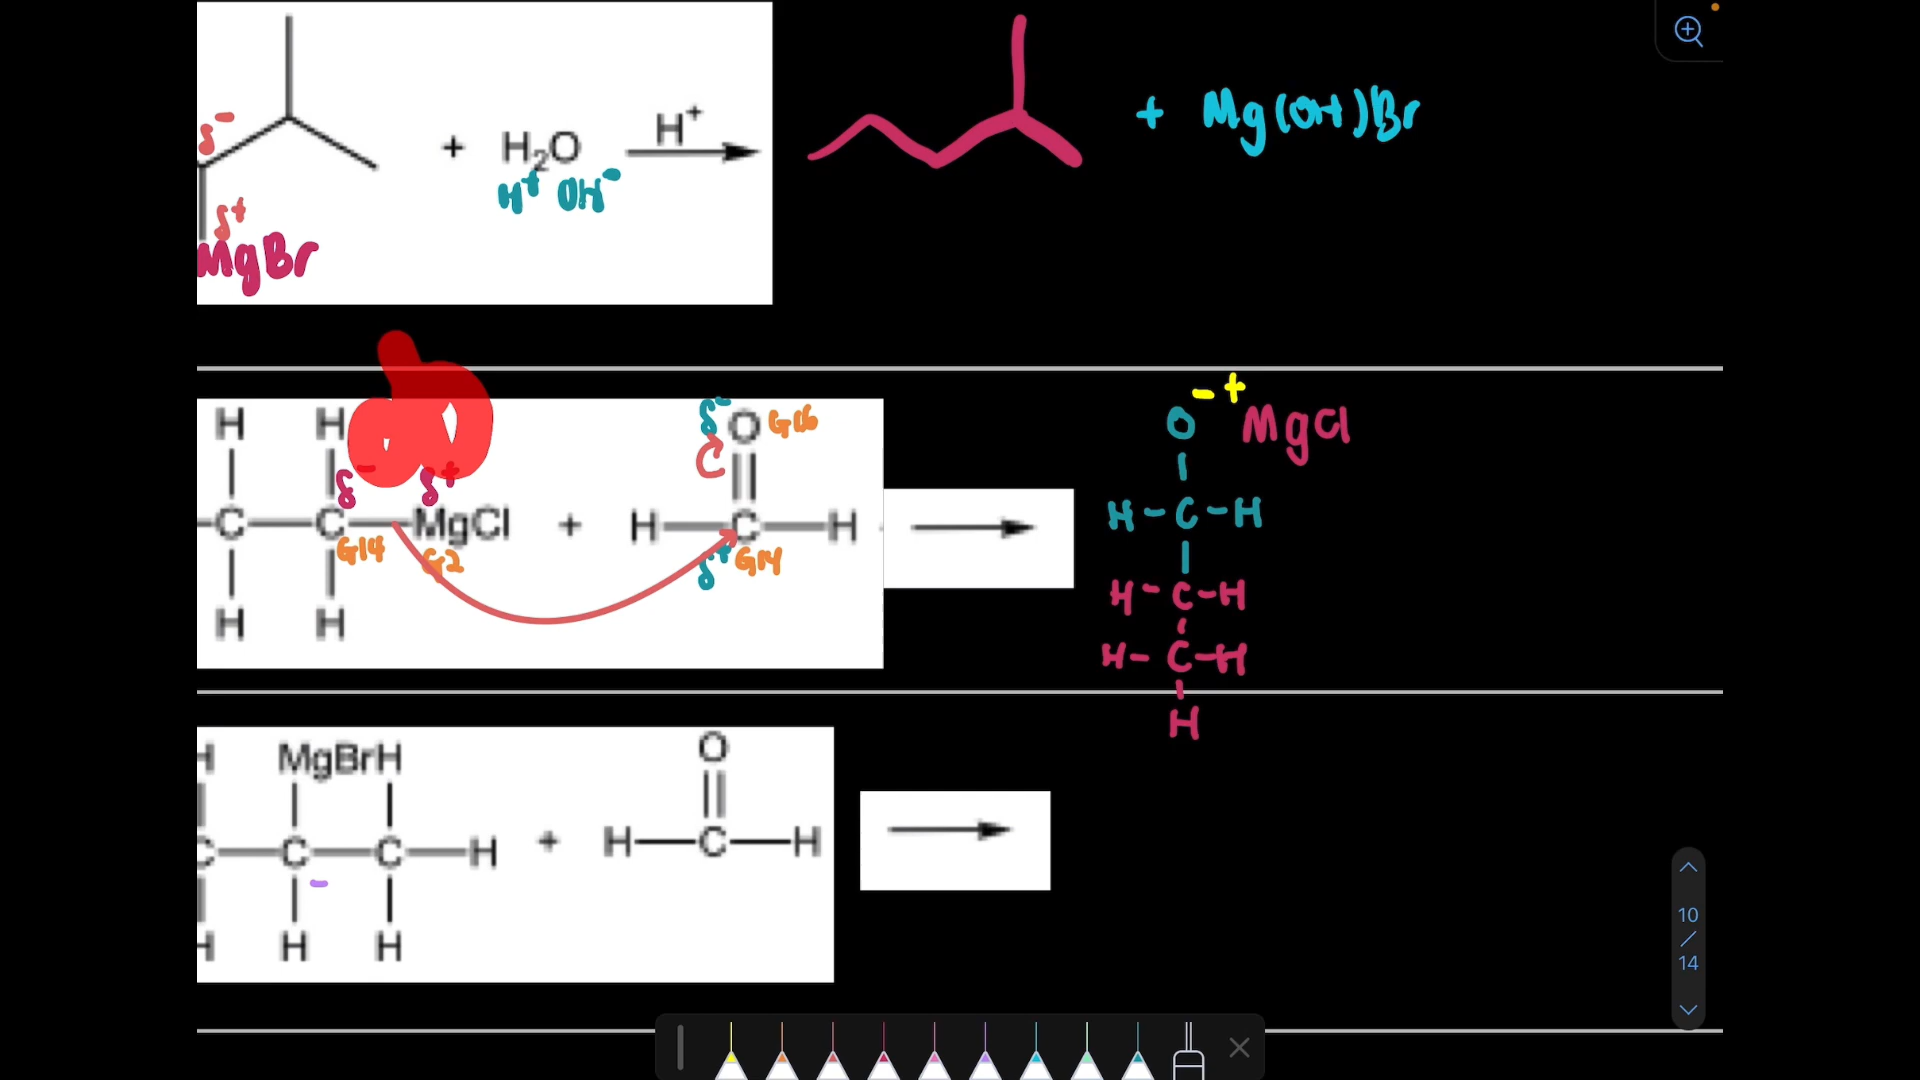 δ- + H₂O H⁺ + Mg(OH)Br
H⁺ OH⁻
δ+
MgBr
δ- O G16 O - + MgCl
H H
δ- δ+
C C MgCl + H C H H-C-H
G14 G2 δ+ G14
H H
H-C-H
H-C-H
H
H MgBrH O
C C C H + H C H
-
H H H
10
/
14